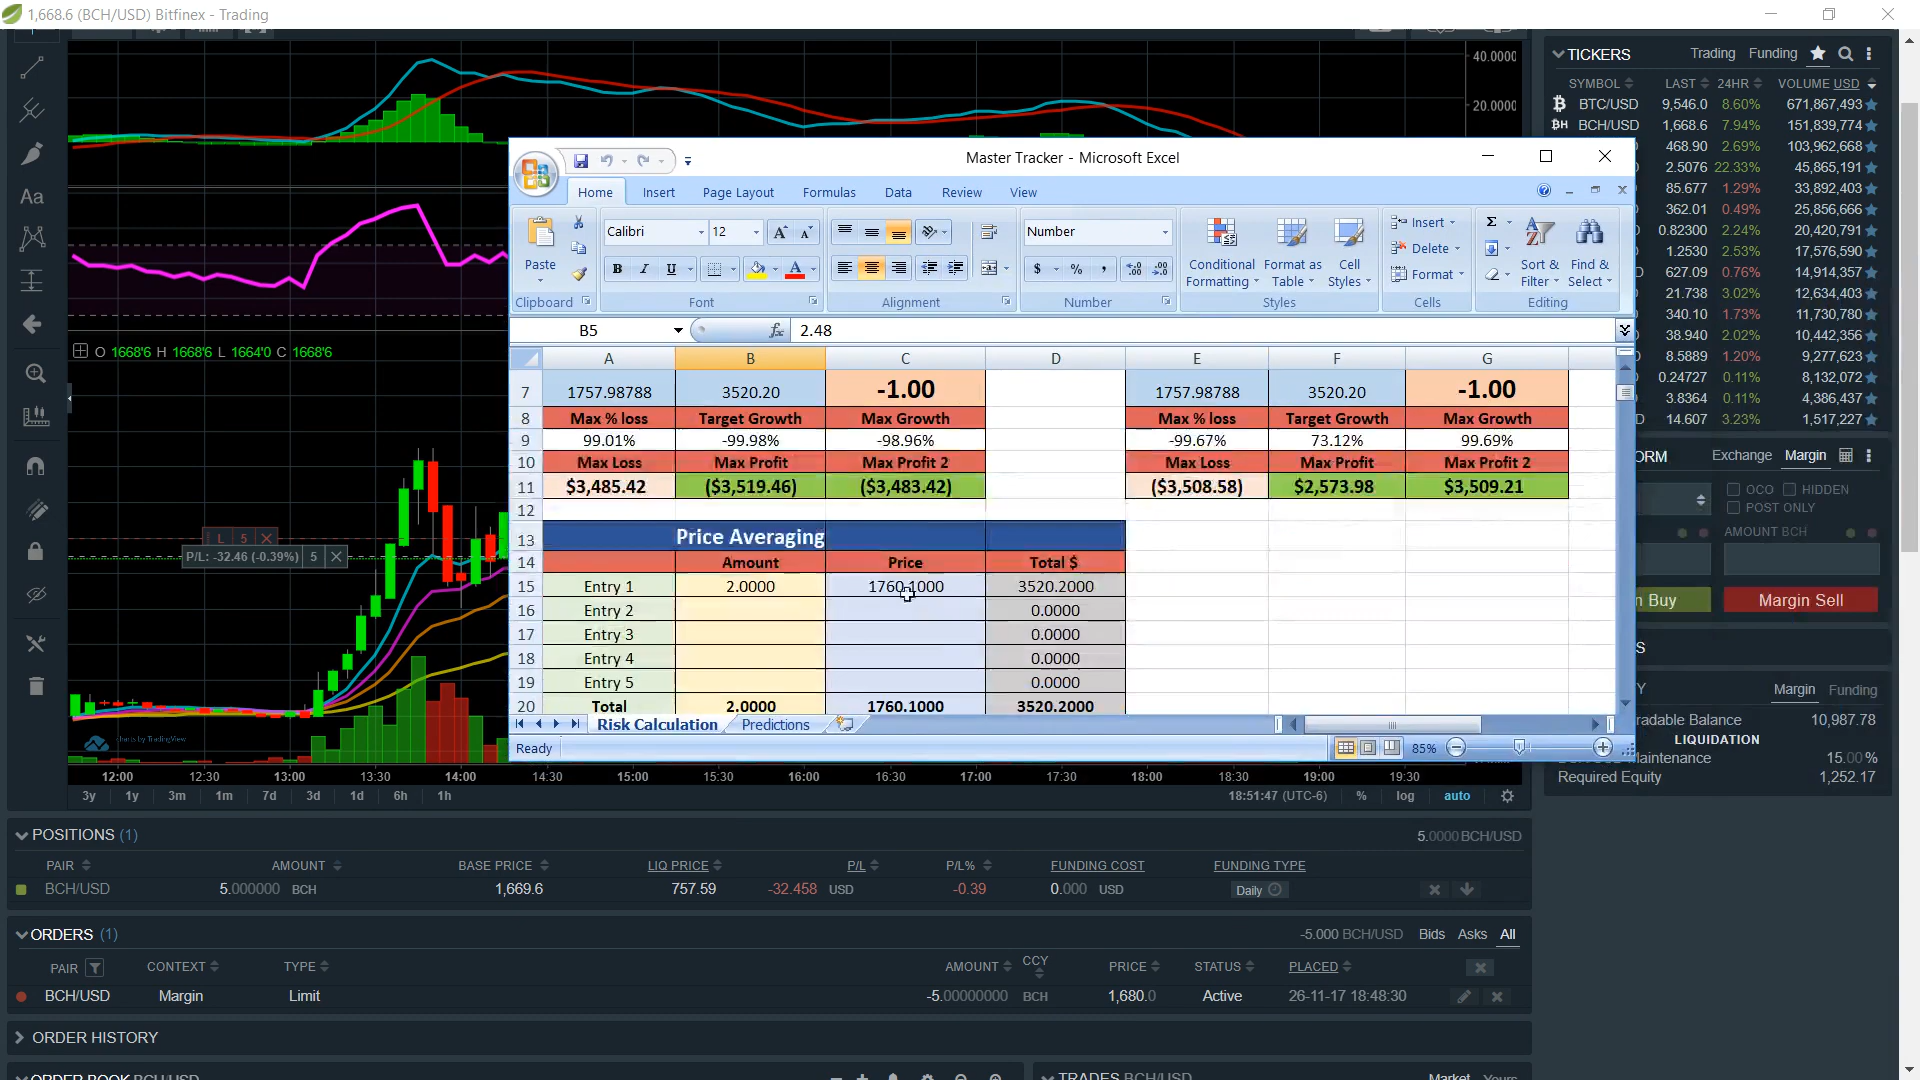 1,668.6 (BCH/USD) Bitfinex - Trading
40.0000
20.0000
O 1668'6 H 1668'6 L 1664'0 C 1668'6
L 5
P/L: -32.46 (-0.39%) 5
charts by TradingView
12:00 12:30 13:00 13:30 14:00 14:30 15:00 15:30 16:00 16:30 17:00 17:30 18:00 18:30 19:00 19:30
3y 1y 3m 1m 7d 3d 1d 6h 1h
18:51:47 (UTC-6) % log auto
Aa
Master Tracker - Microsoft Excel
Home Insert Page Layout Formulas Data Review View
Calibri 12
Number
Paste
B I U
$ % ,
Conditional Formatting
Format as Table
Cell Styles
Insert
Delete
Format
Sort & Filter
Find & Select
Clipboard Font Alignment Number Styles Cells Editing
B5 fx 2.48
A B C D E F G
7 1757.98788 3520.20 -1.00 1757.98788 3520.20 -1.00
8 Max % loss Target Growth Max Growth Max % loss Target Growth Max Growth
9 99.01% -99.98% -98.96% -99.67% 73.12% 99.69%
10 Max Loss Max Profit Max Profit 2 Max Loss Max Profit Max Profit 2
11 $3,485.42 ($3,519.46) ($3,483.42) ($3,508.58) $2,573.98 $3,509.21
12
13 Price Averaging
14 Amount Price Total $
15 Entry 1 2.0000 1760.1000 3520.2000
16 Entry 2 0.0000
17 Entry 3 0.0000
18 Entry 4 0.0000
19 Entry 5 0.0000
20 Total 2.0000 1760.1000 3520.2000
Risk Calculation Predictions
Ready 85%
TICKERS Trading Funding
SYMBOL LAST 24HR VOLUME USD
BTC/USD 9,546.0 8.60% 671,867,493
BCH/USD 1,668.6 7.94% 151,839,774
468.90 2.69% 103,962,668
2.5076 22.33% 45,865,191
85.677 1.29% 33,892,403
362.01 0.49% 25,856,666
0.82300 2.24% 20,420,791
1.2530 2.53% 17,576,590
627.09 0.76% 14,914,357
21.738 3.02% 12,634,403
340.10 1.73% 11,730,780
38.940 2.02% 10,442,356
8.5889 1.20% 9,277,623
0.24727 0.11% 8,132,072
3.8364 0.11% 4,386,437
14.607 3.23% 1,517,227
ORM Exchange Margin
OCO HIDDEN
POST ONLY
AMOUNT BCH
n Buy Margin Sell
S
Y Margin Funding
radable Balance 10,987.78
LIQUIDATION
aintenance 15.00 %
Required Equity 1,252.17
POSITIONS (1) 5.0000 BCH/USD
PAIR AMOUNT BASE PRICE LIQ PRICE P/L P/L% FUNDING COST FUNDING TYPE
BCH/USD 5.000000 BCH 1,669.6 757.59 -32.458 USD -0.39 0.000 USD Daily
ORDERS (1) -5.000 BCH/USD Bids Asks All
PAIR CONTEXT TYPE AMOUNT CCY PRICE STATUS PLACED
BCH/USD Margin Limit -5.00000000 BCH 1,680.0 Active 26-11-17 18:48:30
ORDER HISTORY
ORDER BOOK BCH/USD TRADES BCH/USD Market Yours